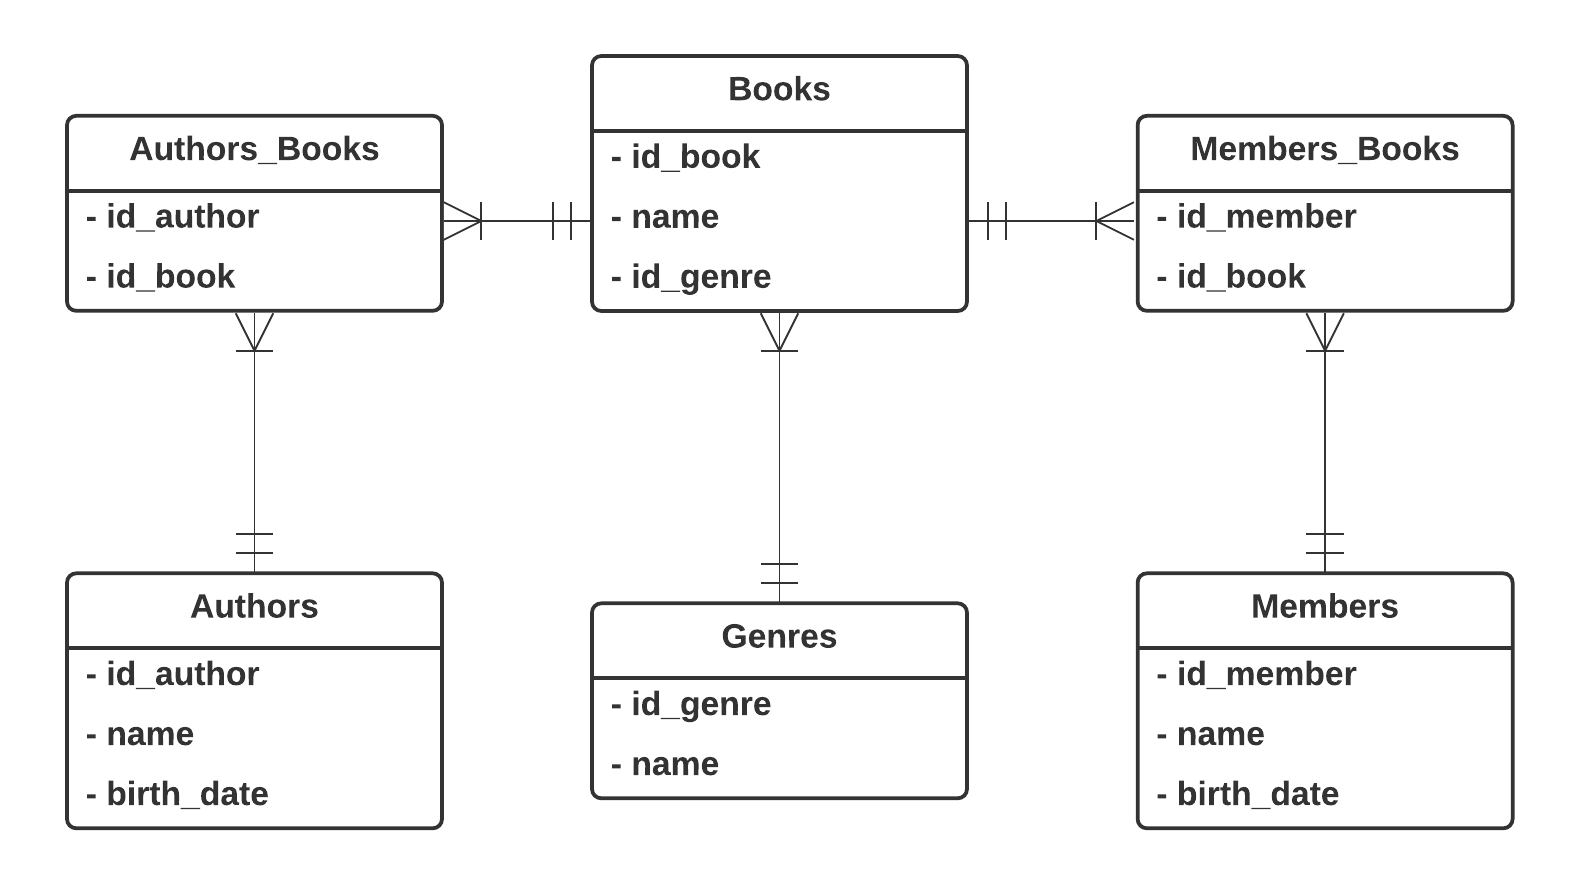 Books
- id_book
- name
- id_genre
Authors_Books
- id_author
- id_book
Members_Books
- id_member
- id_book
Authors
- id_author
- name
- birth_date
Genres
- id_genre
- name
Members
- id_member
- name
- birth_date